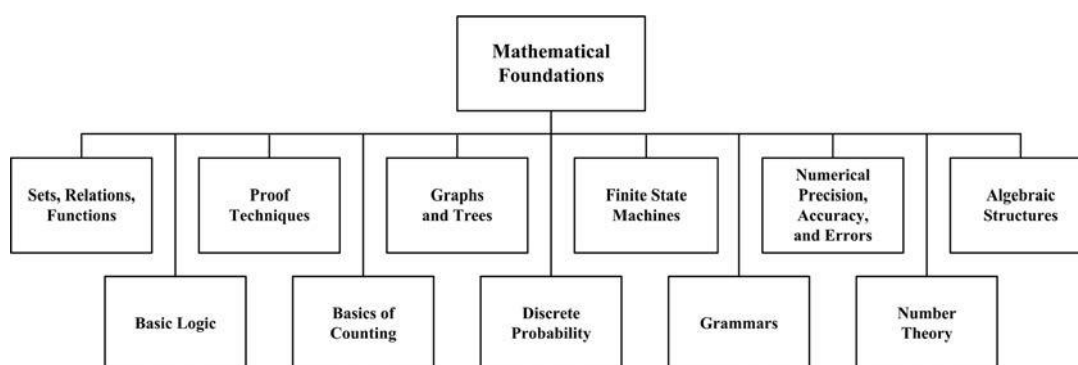 Mathematical
Foundations
Sets, Relations,
Functions
Proof
Techniques
Graphs
and Trees
Finite State
Machines
Numerical
Precision,
Accuracy,
and Errors
Algebraic
Structures
Basic Logic
Basics of
Counting
Discrete
Probability
Grammars
Number
Theory